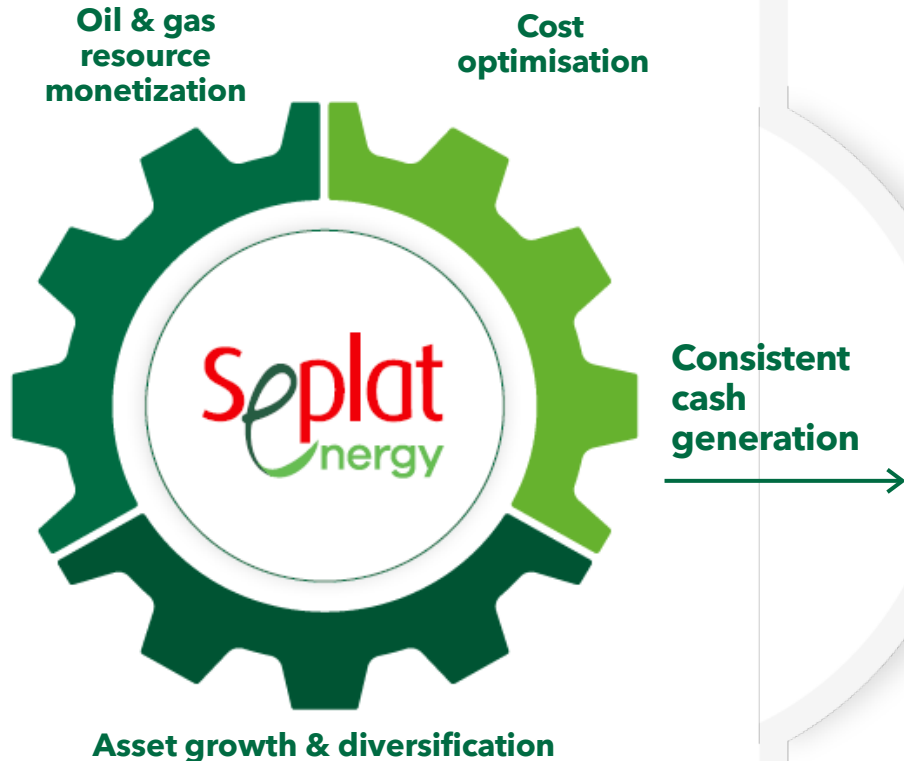 Oil & gas
resource
monetization
Cost
optimisation
Seplat
energy
Consistent
cash
generation
Asset growth & diversification